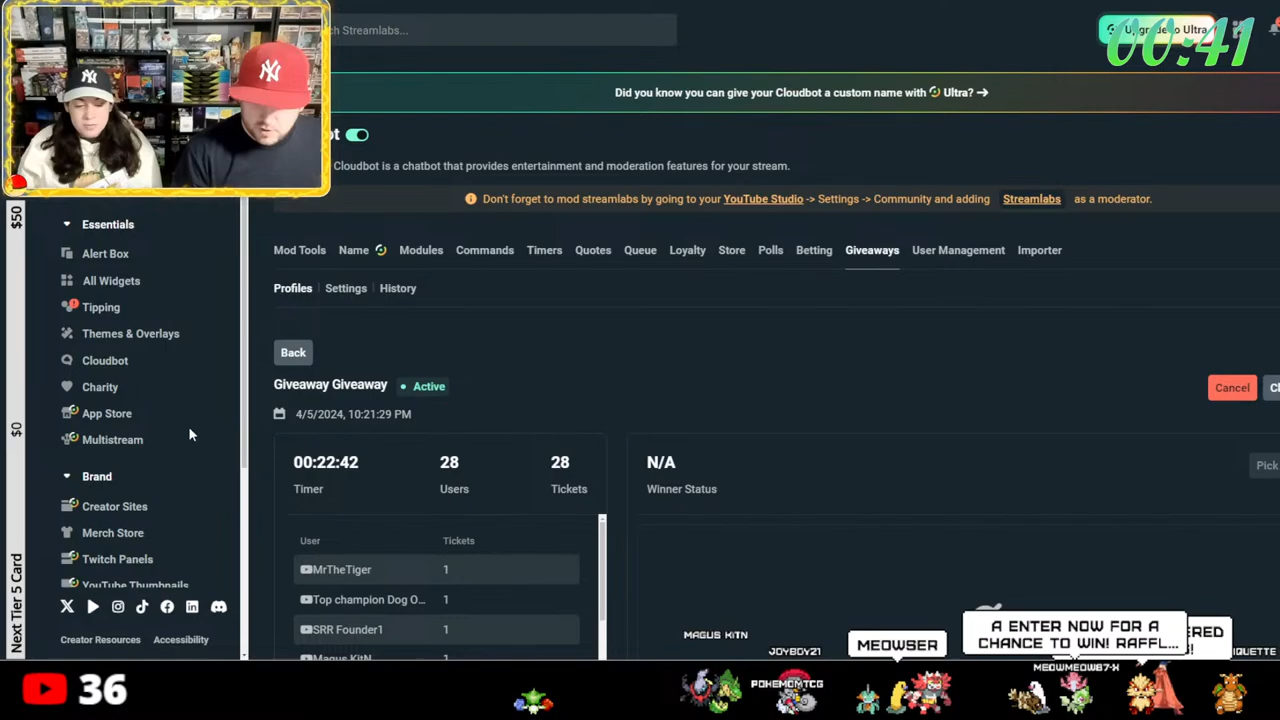 ch Streamlabs...
Upgrade to Ultra
00:41
Did you know you can give your Cloudbot a custom name with Ultra? →
ot
Cloudbot is a chatbot that provides entertainment and moderation features for your stream.
Don't forget to mod streamlabs by going to your YouTube Studio -> Settings -> Community and adding Streamlabs as a moderator.
$50
$0
Next Tier 5 Card
Essentials
Alert Box
All Widgets
Tipping
Themes & Overlays
Cloudbot
Charity
App Store
Multistream
Brand
Creator Sites
Merch Store
Twitch Panels
YouTube Thumbnails
Creator Resources Accessibility
Mod Tools Name Modules Commands Timers Quotes Queue Loyalty Store Polls Betting Giveaways User Management Importer
Profiles Settings History
Back
Giveaway Giveaway • Active
Cancel
4/5/2024, 10:21:29 PM
00:22:42 28 28
Timer Users Tickets
N/A
Winner Status
Pick
User Tickets
MrTheTiger 1
Top champion Dog O... 1
SRR Founder1 1
Magus KitN
MAGUS KITN
JOYBOY21
MEOWSER
A ENTER NOW FOR A
CHANCE TO WIN! RAFFL...
MEOWMEOW87-X
POKEMONTCG
36